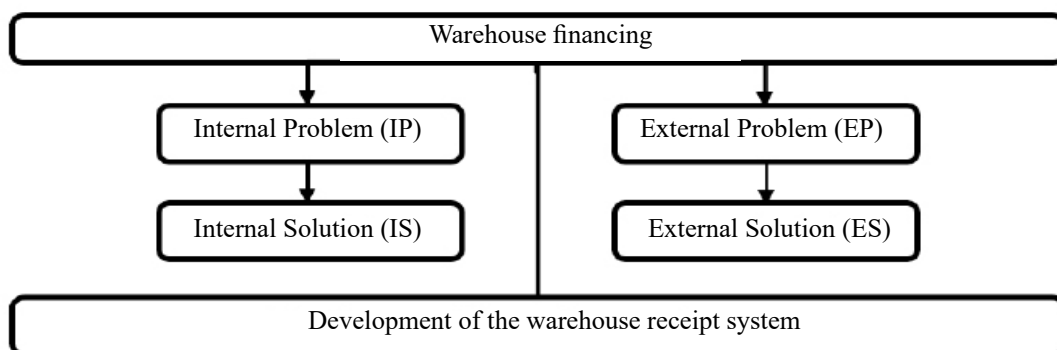 Warehouse financing
Internal Problem (IP)
External Problem (EP)
Internal Solution (IS)
External Solution (ES)
Development of the warehouse receipt system